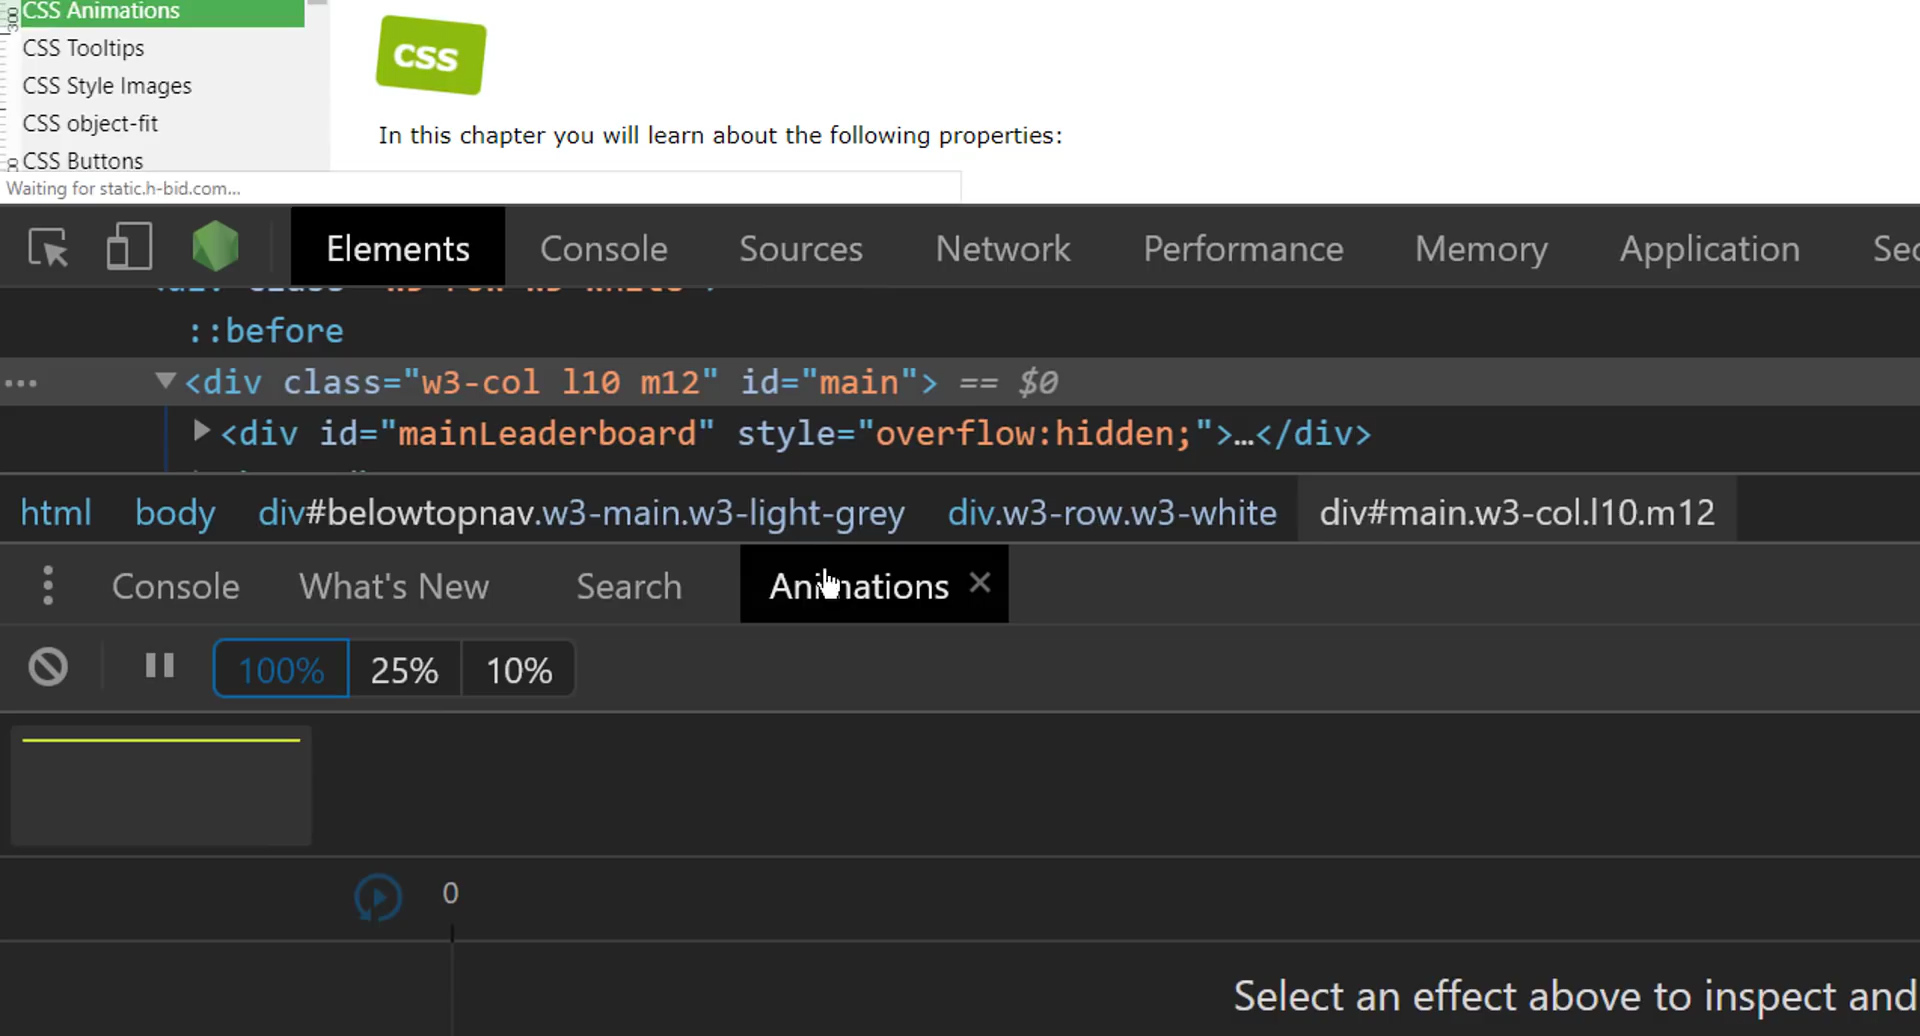 CSS Animations
CSS Tooltips
CSS Style Images
CSS object-fit
CSS Buttons
css
In this chapter you will learn about the following properties:
Waiting for static.h-bid.com...
Elements Console Sources Network Performance Memory Application Sec
::before
<div class="w3-col l10 m12" id="main"> == $0
<div id="mainLeaderboard" style="overflow:hidden;">…</div>
html body div#belowtopnav.w3-main.w3-light-grey div.w3-row.w3-white div#main.w3-col.l10.m12
Console What's New Search Animations
100% 25% 10%
0
Select an effect above to inspect and